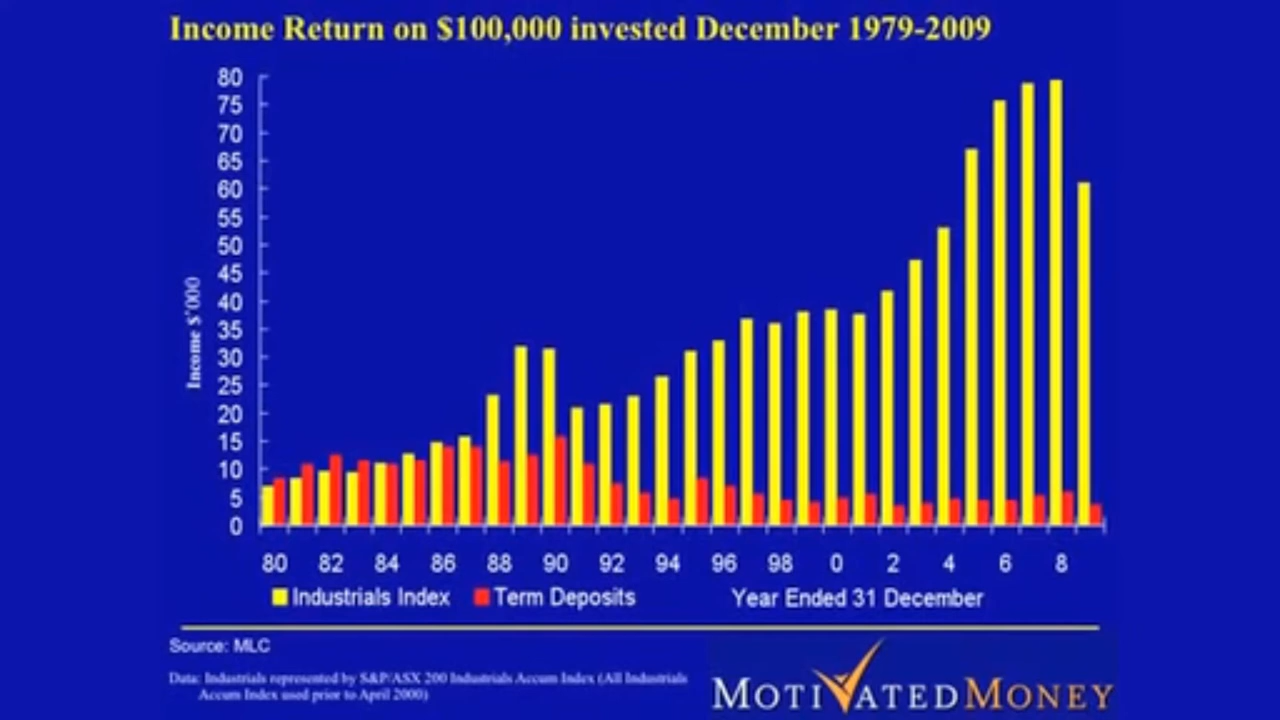 Income Return on $100,000 invested December 1979-2009
80
75
70
65
60
55
50
45
40
35
30
25
20
15
10
5
0
Income $'000
80 82 84 86 88 90 92 94 96 98 0 2 4 6 8
Industrials Index Term Deposits Year Ended 31 December
Source: MLC
Data: Industrials represented by S&P/ASX 200 Industrials Accum Index (All Industrials
Accum Index used prior to April 2000)
MOTIVATEDMONEY